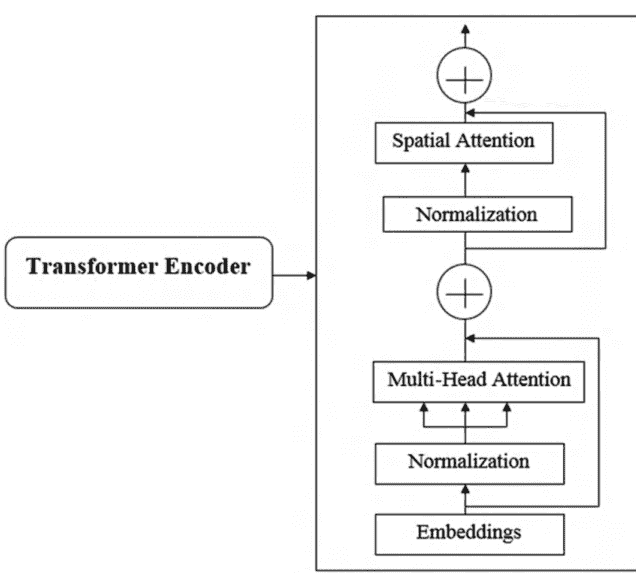 Spatial Attention
Normalization
Transformer Encoder
Multi-Head Attention
Normalization
Embeddings